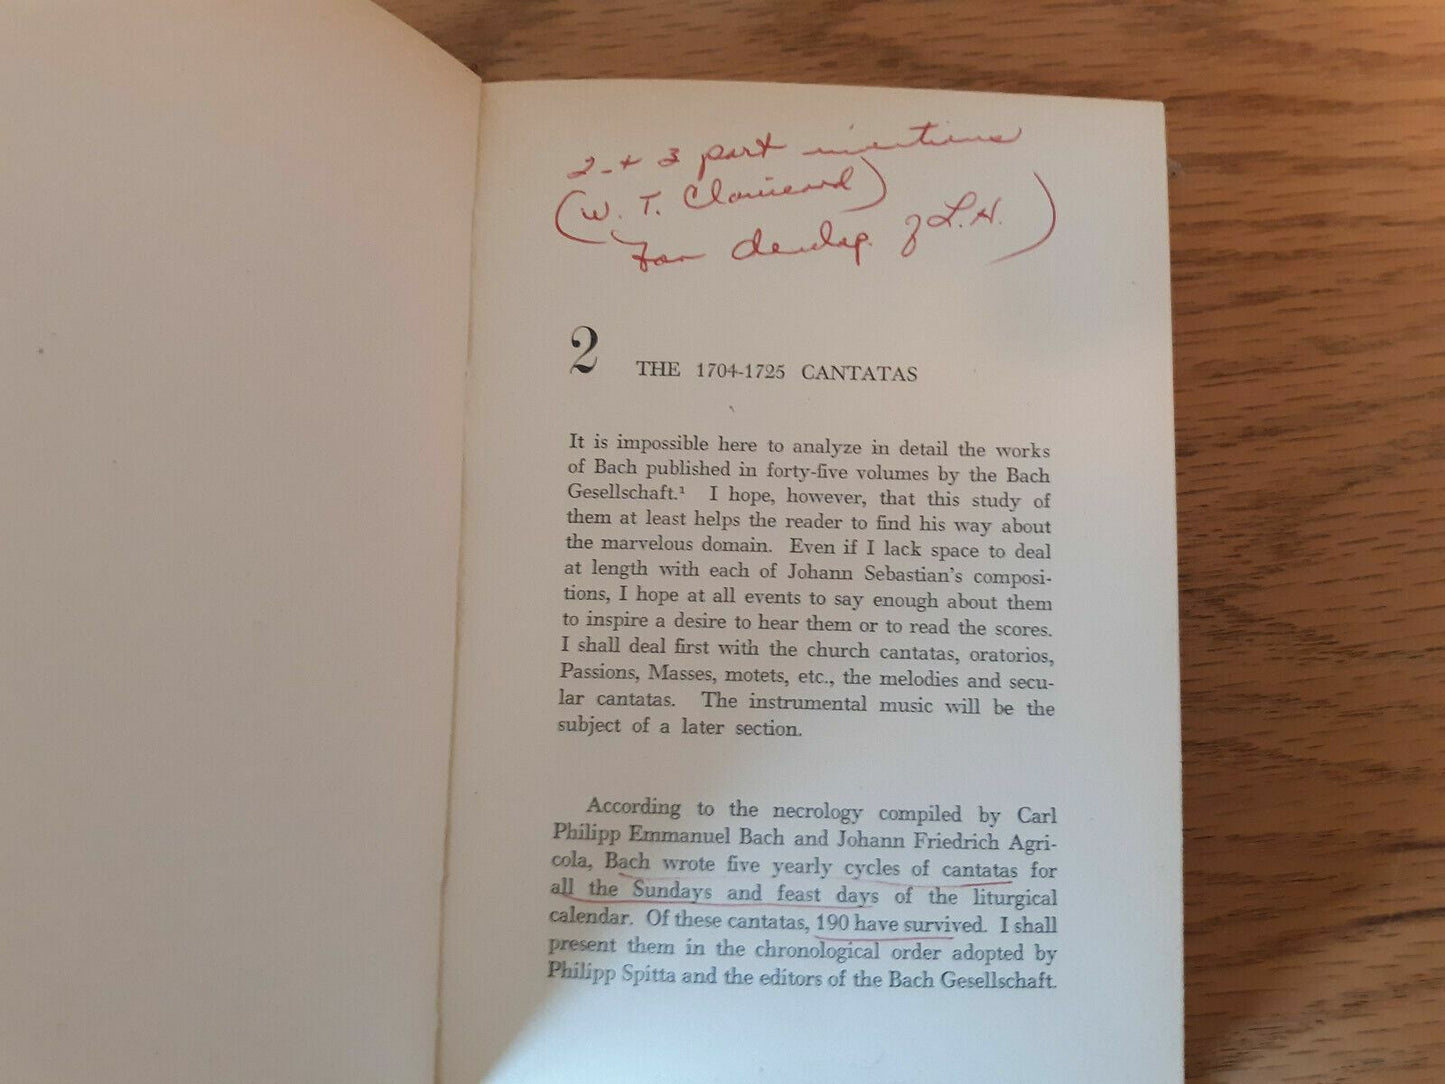 2 + 3 part inventions
(W. T. Clavicord)
For develop. of L.H.)
2 THE 1704-1725 CANTATAS
It is impossible here to analyze in detail the works
of Bach published in forty-five volumes by the Bach
Gesellschaft.¹ I hope, however, that this study of
them at least helps the reader to find his way about
the marvelous domain. Even if I lack space to deal
at length with each of Johann Sebastian's composi-
tions, I hope at all events to say enough about them
to inspire a desire to hear them or to read the scores.
I shall deal first with the church cantatas, oratorios,
Passions, Masses, motets, etc., the melodies and secu-
lar cantatas. The instrumental music will be the
subject of a later section.
According to the necrology compiled by Carl
Philipp Emmanuel Bach and Johann Friedrich Agri-
cola, Bach wrote five yearly cycles of cantatas for
all the Sundays and feast days of the liturgical
calendar. Of these cantatas, 190 have survived. I shall
present them in the chronological order adopted by
Philipp Spitta and the editors of the Bach Gesellschaft.